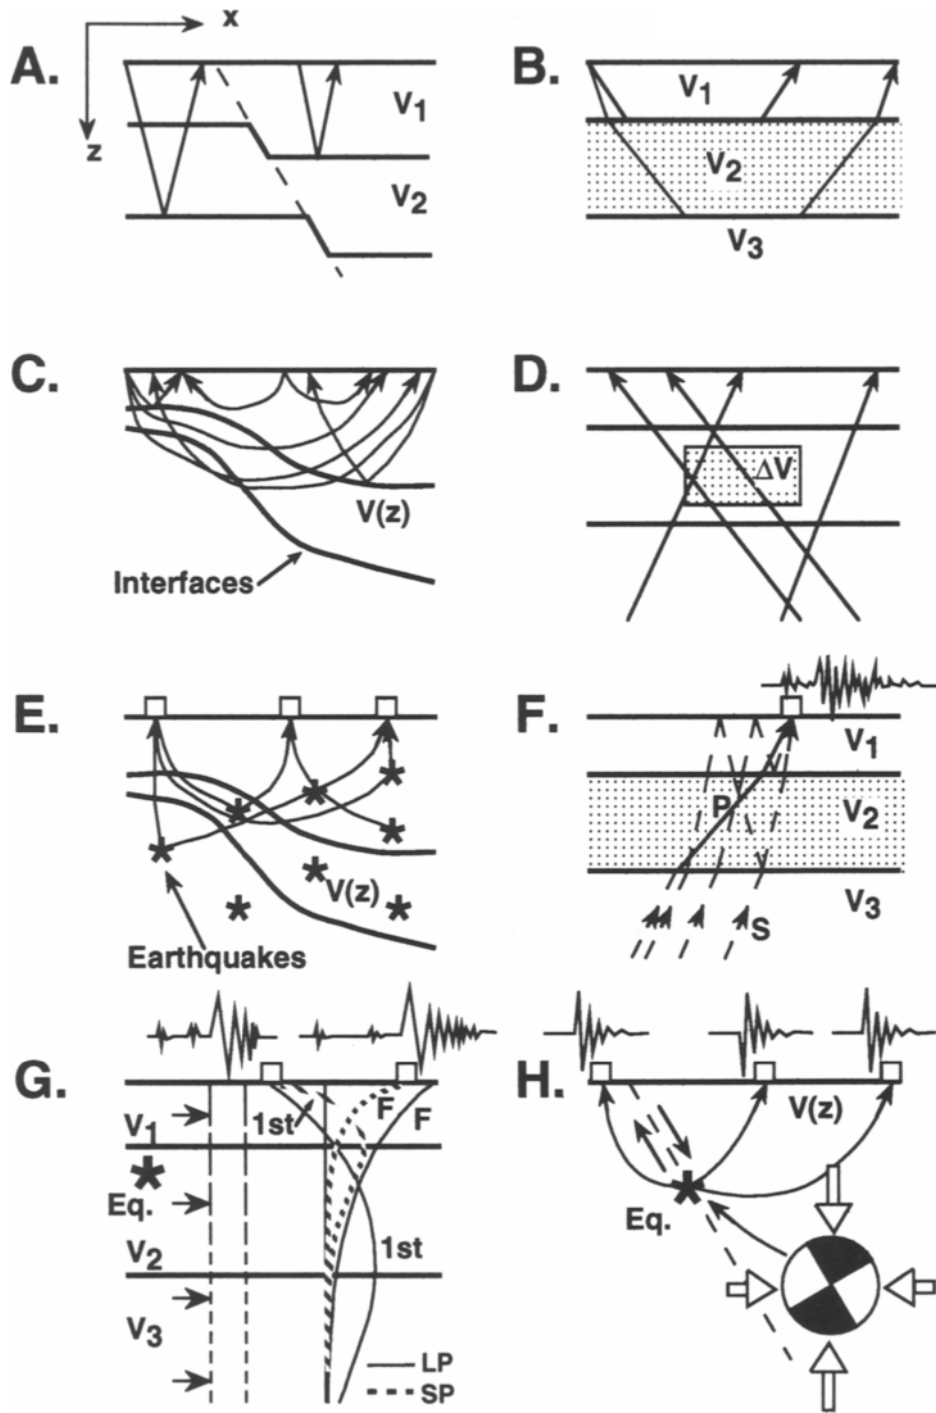 x
A.
z
V1
V2
B.
V1
V2
V3
C.
V(z)
Interfaces
D.
ΔV
E.
V(z)
Earthquakes
F.
V1
P
V2
V3
S
G.
V1
1st
F
F
Eq.
V2
1st
V3
LP
SP
H.
V(z)
Eq.